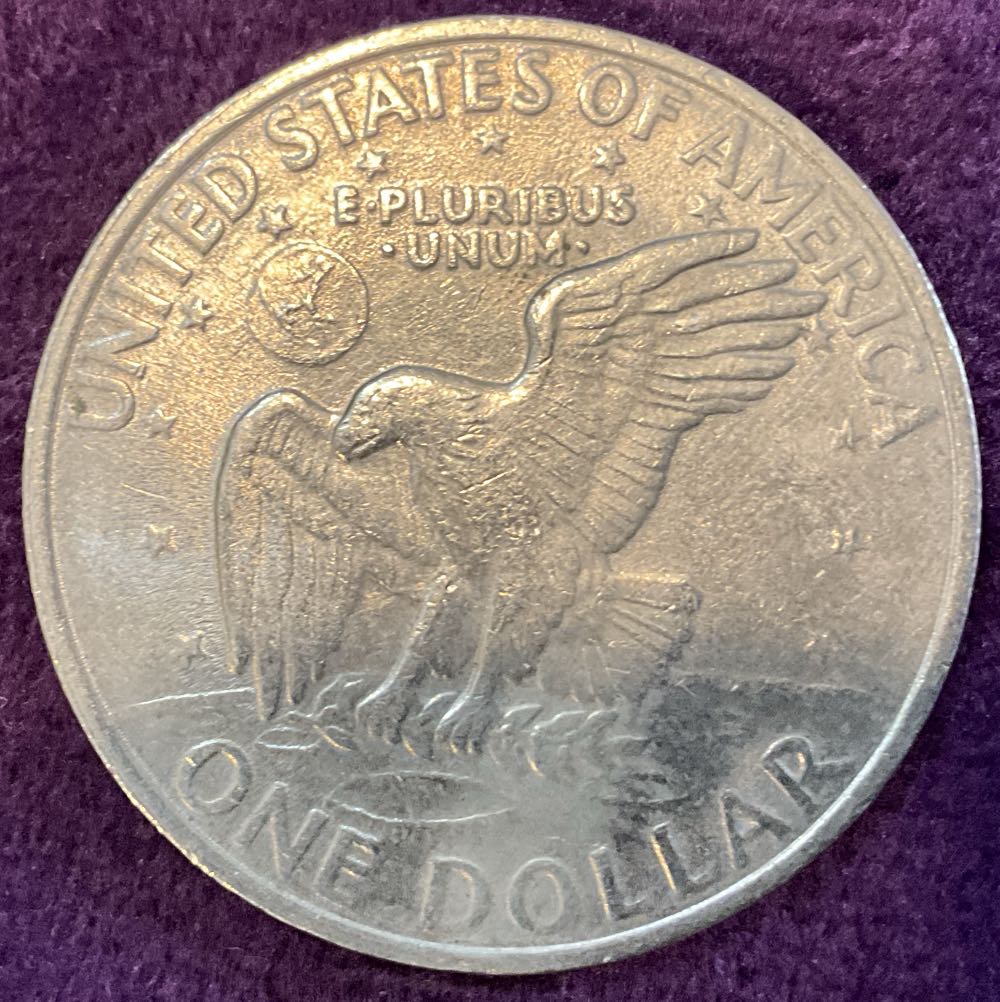 UNITED STATES OF AMERICA
E·PLURIBUS
·UNUM·
ONE DOLLAR